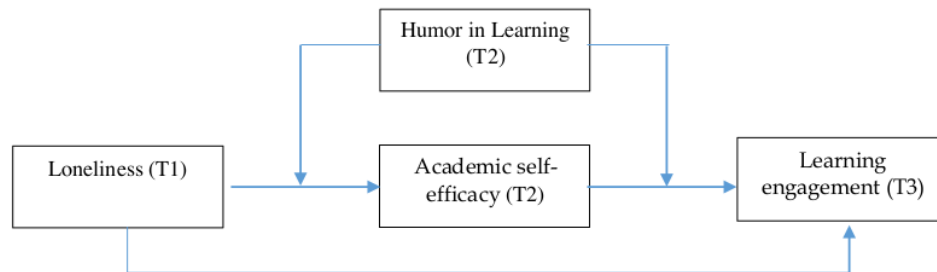 Humor in Learning
(T2)
Loneliness (T1)
Academic self-
efficacy (T2)
Learning
engagement (T3)